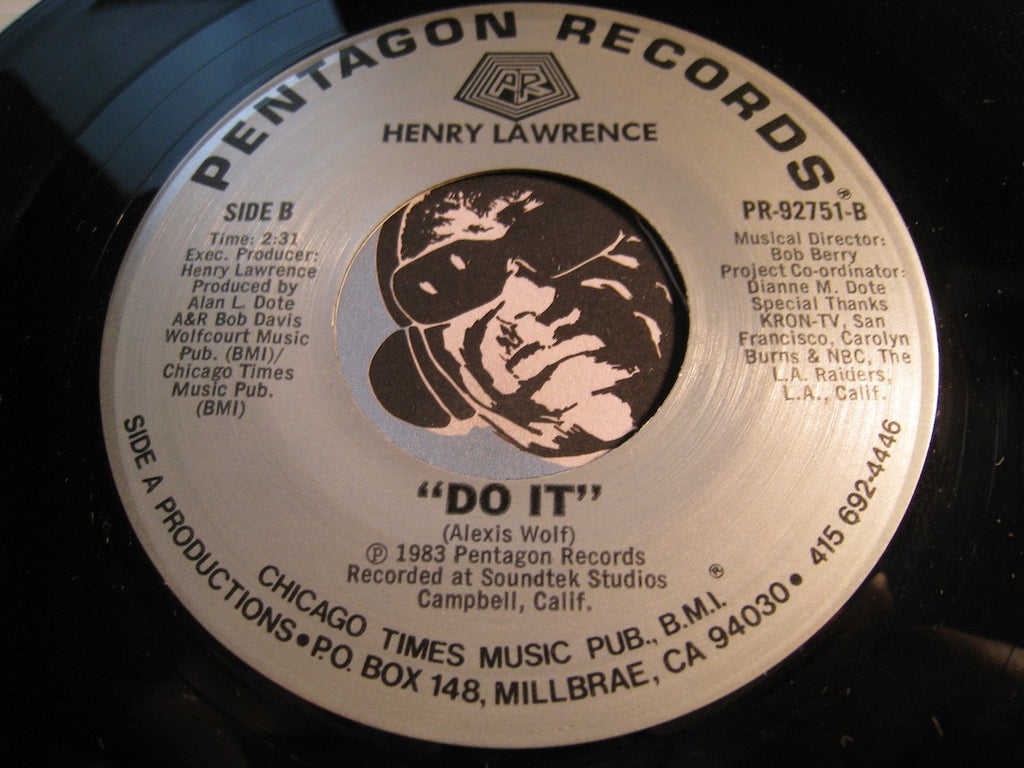 PENTAGON RECORDS®
PR
HENRY LAWRENCE
SIDE B
Time: 2:31
Exec. Producer:
Henry Lawrence
Produced by
Alan L. Dote
A&R Bob Davis
Wolfcourt Music
Pub. (BMI)/
Chicago Times
Music Pub.
(BMI)
PR-92751-B
Musical Director:
Bob Berry
Project Co-ordinator:
Dianne M. Dote
Special Thanks
KRON-TV, San
Francisco, Carolyn
Burns & NBC, The
L.A. Raiders,
L.A., Calif.
“DO IT”
(Alexis Wolf)
℗ 1983 Pentagon Records
Recorded at Soundtek Studios
Campbell, Calif.
CHICAGO TIMES MUSIC PUB., B.M.I.®
SIDE A PRODUCTIONS • P.O. BOX 148, MILLBRAE, CA 94030 • 415 692-4446